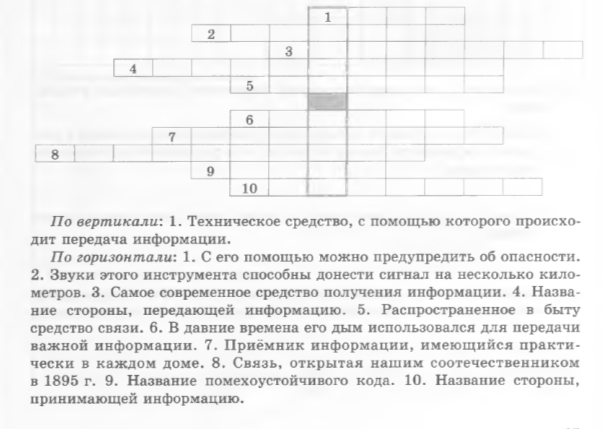 1
2
3
4
5
6
7
8
9
10
По вертикали: 1. Техническое средство, с помощью которого происхо-
дит передача информации.
По горизонтали: 1. С его помощью можно предупредить об опасности.
2. Звуки этого инструмента способны донести сигнал на несколько кило-
метров. 3. Самое современное средство получения информации. 4. Назва-
ние стороны, передающей информацию. 5. Распространенное в быту
средство связи. 6. В давние времена его дым использовался для передачи
важной информации. 7. Приёмник информации, имеющийся практи-
чески в каждом доме. 8. Связь, открытая нашим соотечественником
в 1895 г. 9. Название помехоустойчивого кода. 10. Название стороны,
принимающей информацию.